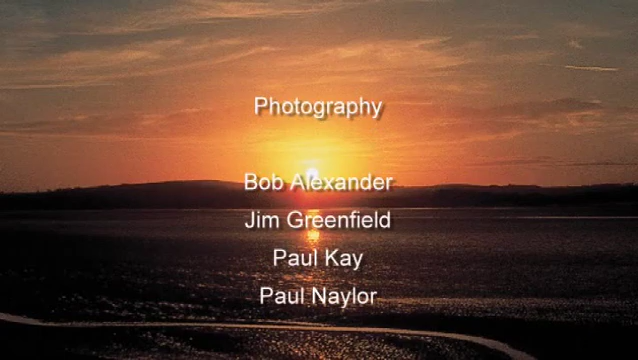 Photography
Bob Alexander
Jim Greenfield
Paul Kay
Paul Naylor